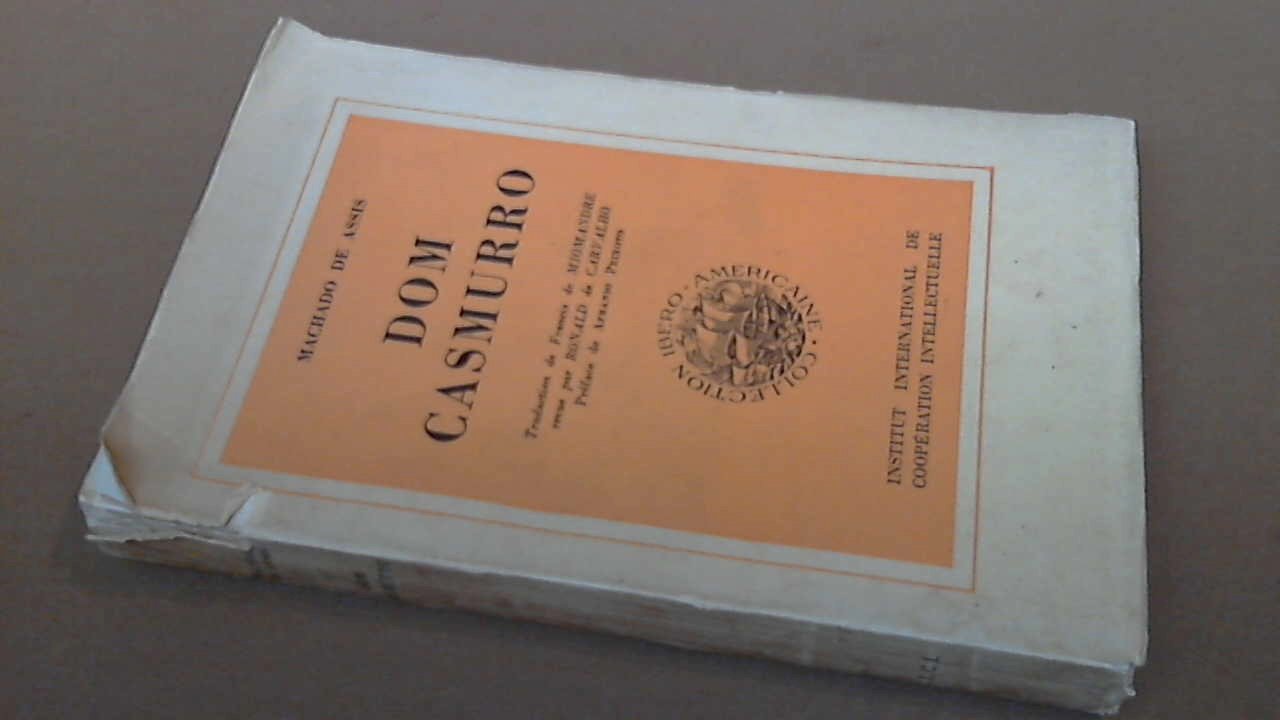 MACHADO DE ASSIS
DOM
CASMURRO
Traduction de Francis de MIOMANDRE
revue par RONALD de CARVALHO
Préface de AFRANIO PEIXOTO
COLLECTION IBERO-AMERICAINE
INSTITUT INTERNATIONAL DE
COOPÉRATION INTELLECTUELLE